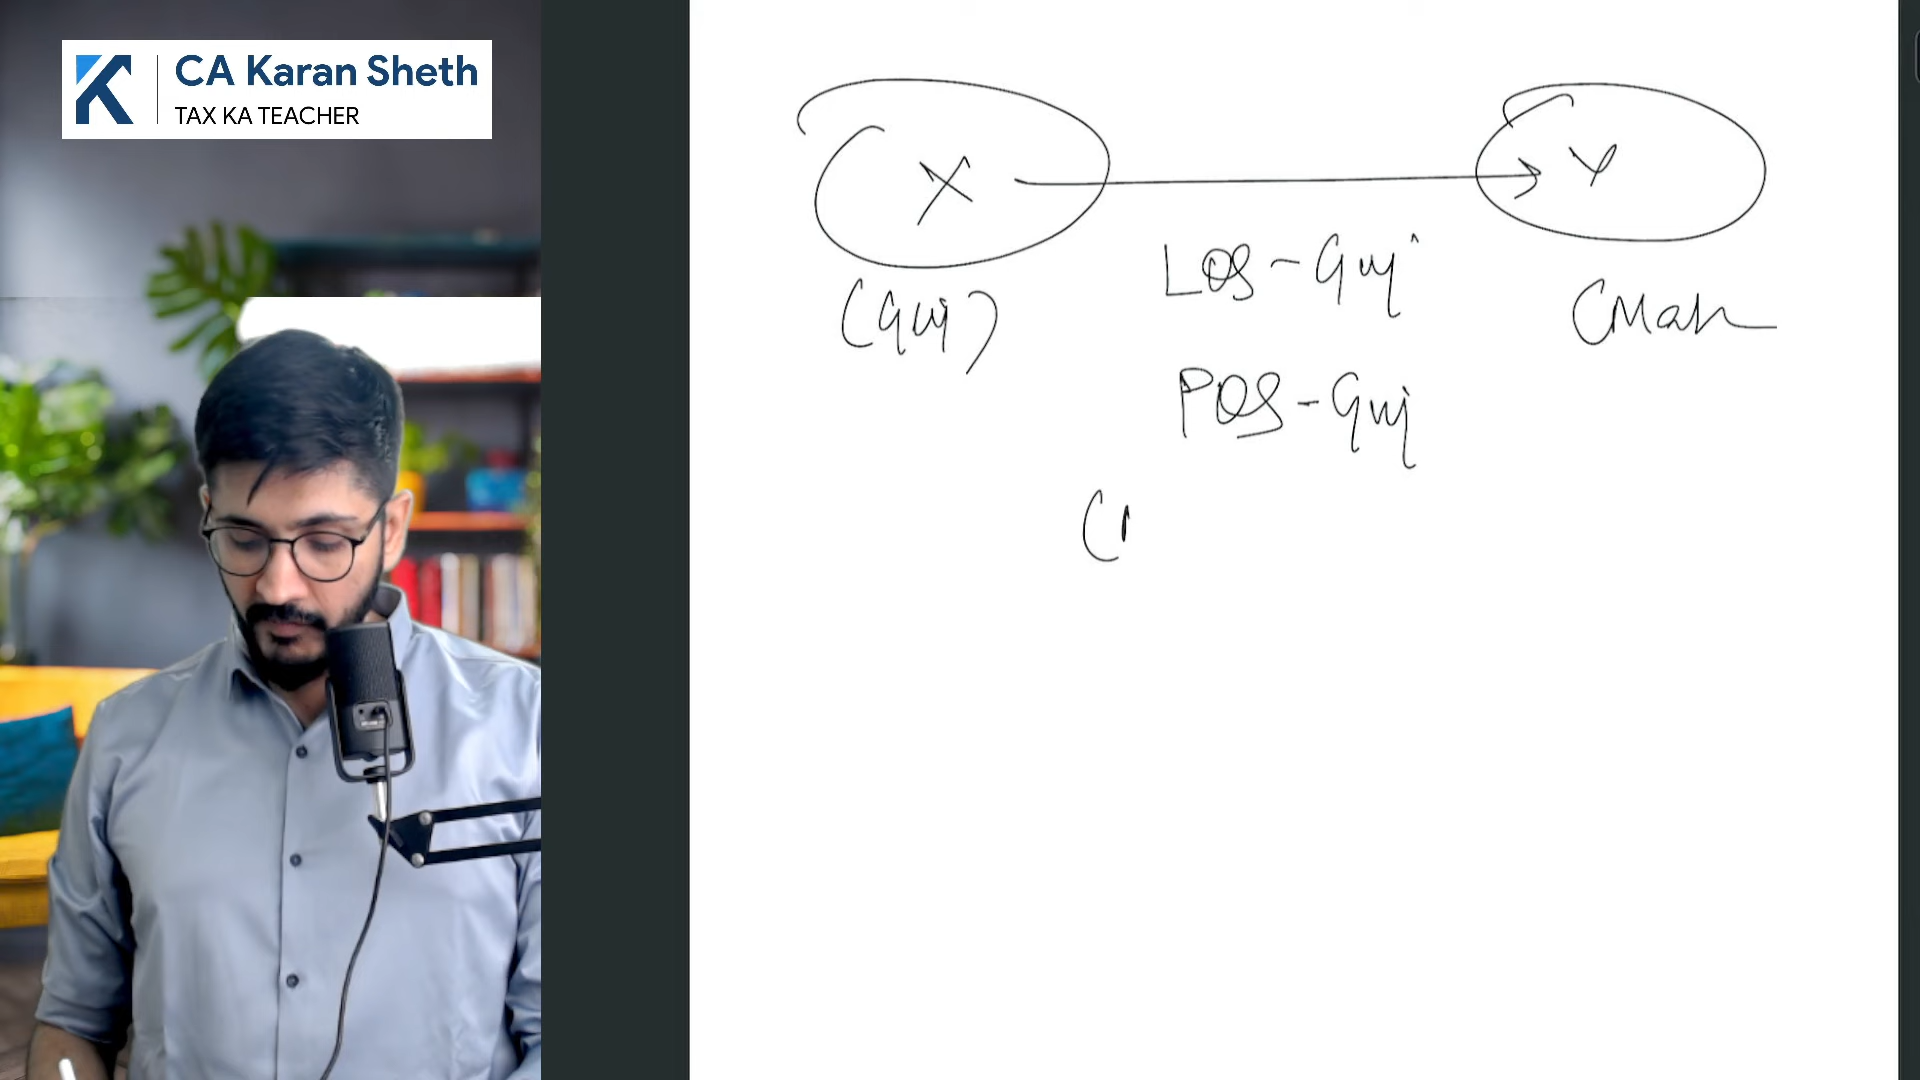 CA Karan Sheth
TAX KA TEACHER
X
Y
(Guj)
LOS - Guj
(Mah
POS - Guj
(